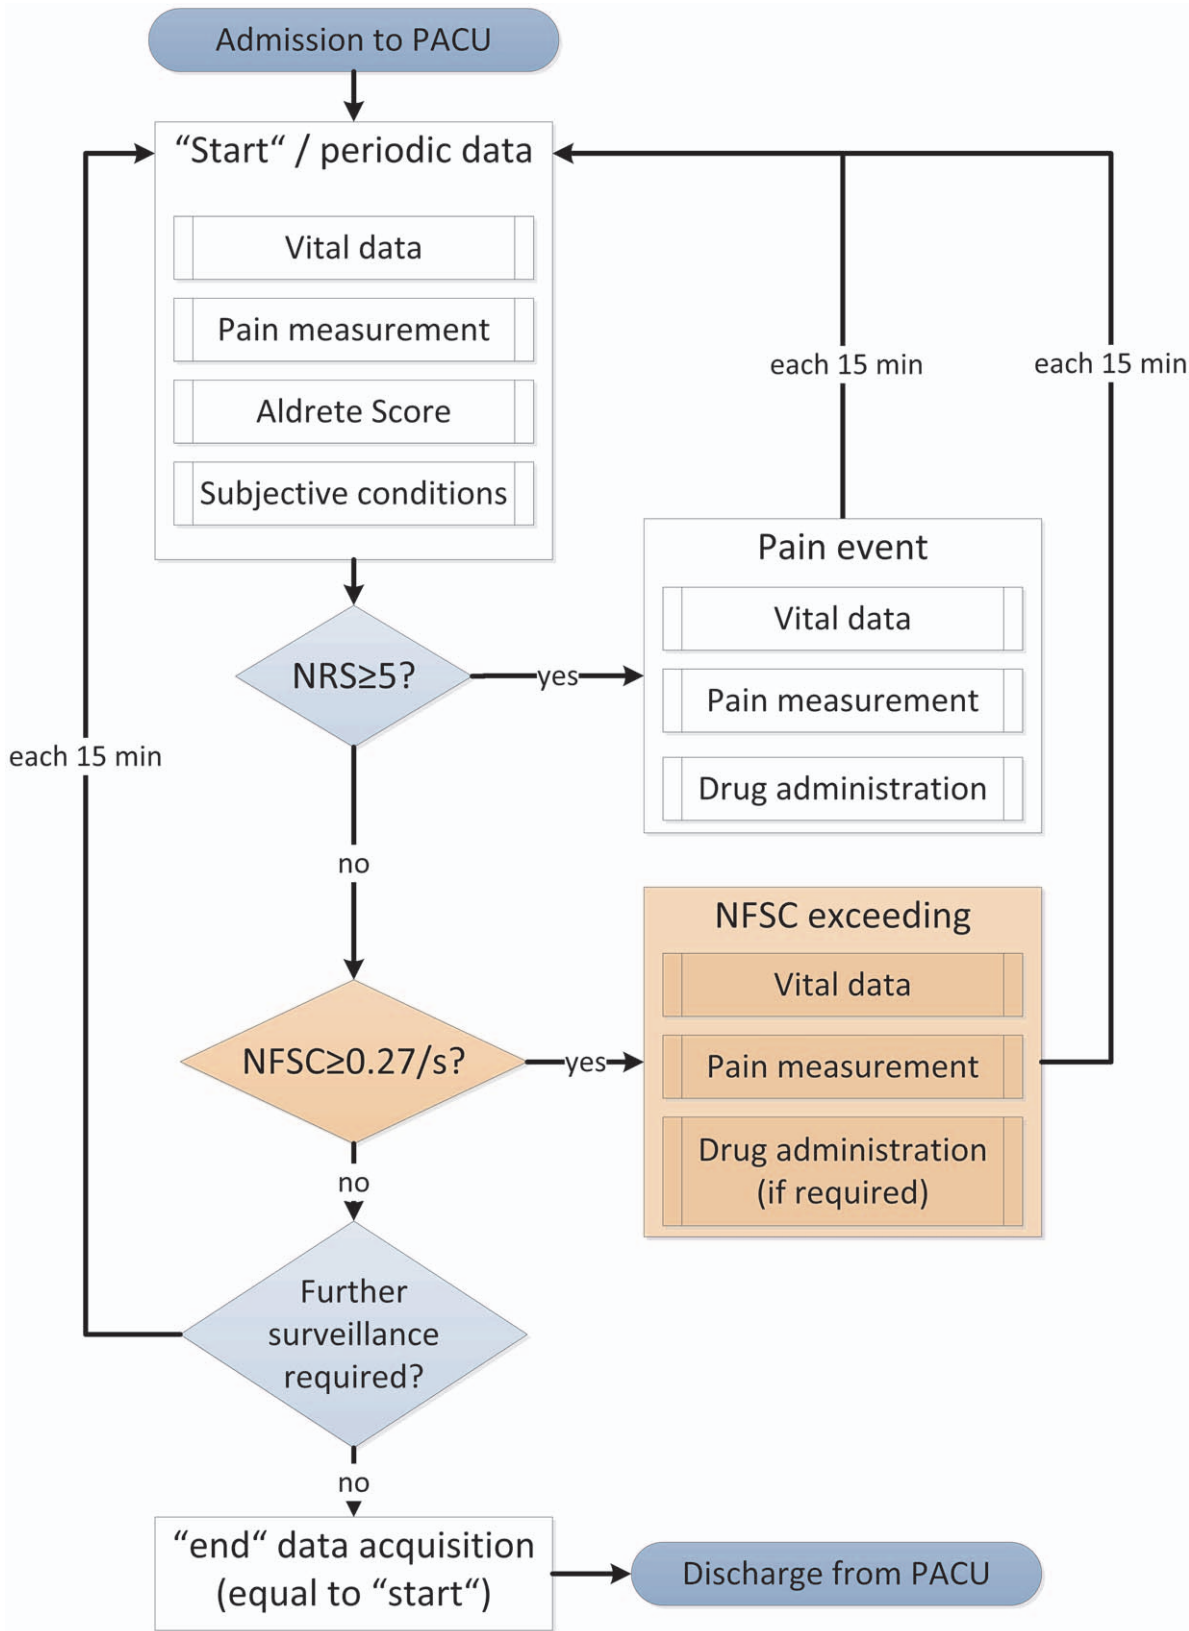 Admission to PACU
“Start“ / periodic data
Vital data
Pain measurement
Aldrete Score
Subjective conditions
each 15 min
each 15 min
Pain event
Vital data
Pain measurement
Drug administration
NRS≥5?
yes
each 15 min
no
NFSC exceeding
Vital data
Pain measurement
Drug administration
(if required)
NFSC≥0.27/s?
yes
no
Further
surveillance
required?
no
“end“ data acquisition
(equal to “start“)
Discharge from PACU